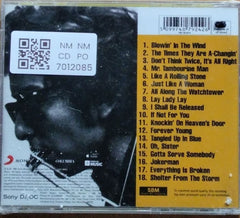 NM NM
CD PO
7012085
5099749792426
1. Blowin' In The Wind
2. The Times They Are A-Changin'
3. Don't Think Twice, It's All Right
4. Mr. Tambourine Man
5. Like A Rolling Stone
6. Just Like A Woman
7. All Along The Watchtower
8. Lay Lady Lay
9. I Shall Be Released
10. If Not For You
11. Knockin' On Heaven's Door
12. Forever Young
13. Tangled Up In Blue
14. Oh, Sister
15. Gotta Serve Somebody
16. Jokerman
17. Everything Is Broken
18. Shelter From The Storm
COLUMBIA
SBM